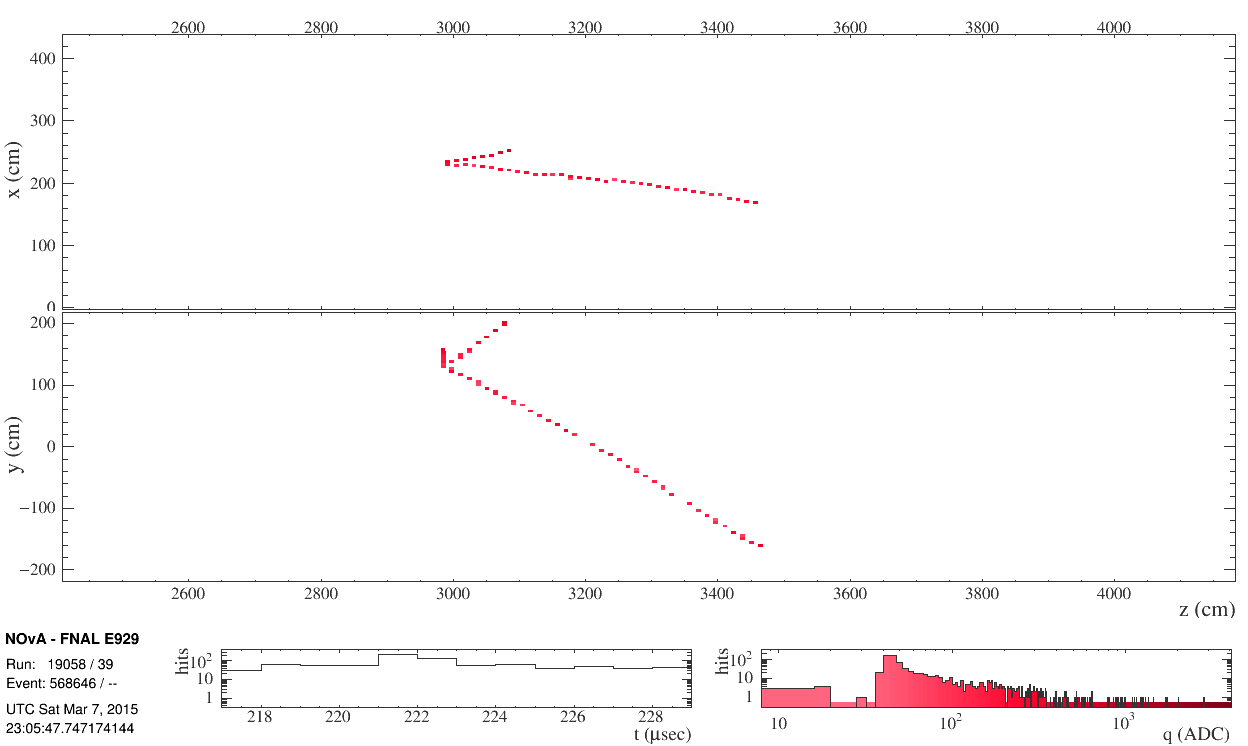 2600 2800 3000 3200 3400 3600 3800 4000
400
300
200
100
0
x (cm)
200
100
0
−100
−200
y (cm)
2600 2800 3000 3200 3400 3600 3800 4000
z (cm)
NOvA - FNAL E929
Run: 19058 / 39
Event: 568646 / --
UTC Sat Mar 7, 2015
23:05:47.747174144
hits
10²
10
1
218 220 222 224 226 228
t (μsec)
hits
10²
10
1
10 10² 10³
q (ADC)